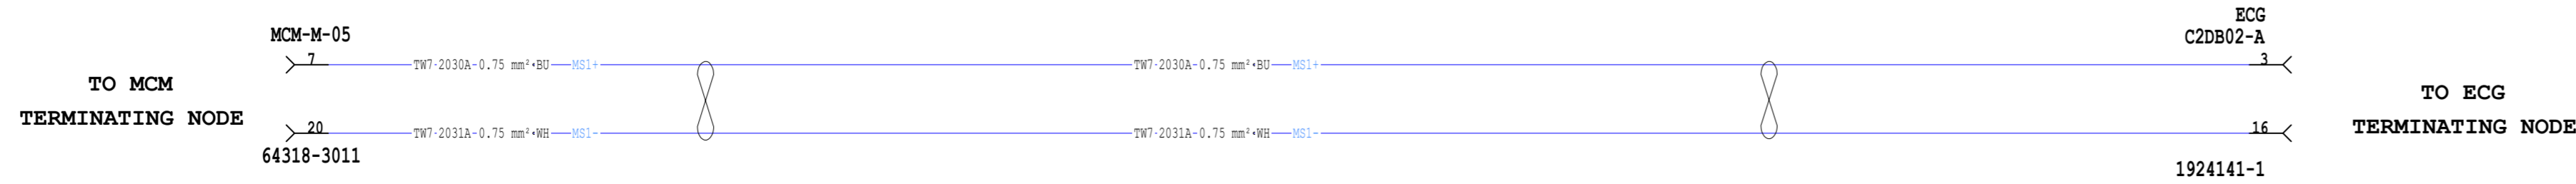 ECG
MCM-M-05
C2DB02-A
7 TW7-2030A-0.75 mm²•BU MS1+ TW7-2030A-0.75 mm²•BU MS1+ 3
TO MCM
TERMINATING NODE
TO ECG
TERMINATING NODE
20 TW7-2031A-0.75 mm²•WH MS1- TW7-2031A-0.75 mm²•WH MS1- 16
64318-3011
1924141-1